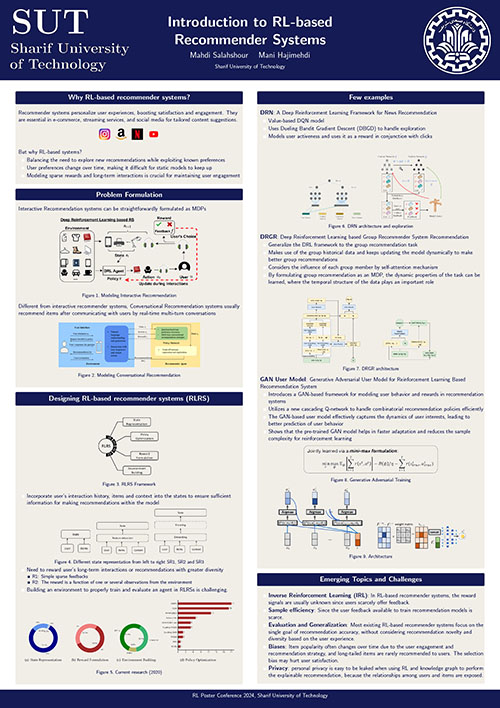 SUT
Sharif University
of Technology
Introduction to RL-based
Recommender Systems
Mahdi Salahshour Mani Hajimehdi
Sharif University of Technology
Why RL-based recommender systems?
Recommender systems personalize user experiences, boosting satisfaction and engagement. They
are essential in e-commerce, streaming services, and social media for tailored content suggestions.
But why RL-based systems?
Balancing the need to explore new recommendations while exploiting known preferences
User preferences change over time, making it difficult for static models to keep up
Modeling sparse rewards and long-term interactions is crucial for maintaining user engagement
Problem Formulation
Interactive Recommendation systems can be straightforwardly formulated as MDPs
Deep Reinforcement Learning based RS
Reward
Feedback
Environment
User's Choice
State
DRL Agent
Policy
Action
User
Update during Interactions
Figure 1. Modeling Interactive Recommendation
Different from interactive recommender systems, Conversational Recommendation systems usually
recommend items after communicating with users by real-time multi-turn conversations
Figure 2. Modeling Conversational Recommendation
Designing RL-based recommender systems (RLRS)
RLRS
State
Representation
Policy
Optimization
Reward
Formulation
Environment
Building
Figure 3. RLRS Framework
Incorporate user's interaction history, items and context into the states to ensure sufficient
information for making recommendations within the model
Figure 4. Different state representation from left to right SR1, SR2 and SR3
Need to reward user's long-term interactions or recommendations with greater diversity
R1: Simple sparse feedbacks
R2: The reward is a function of one or several observations from the environment
Building an environment to properly train and evaluate an agent in RLRSs is challenging.
(a) State Representation
(b) Reward Formulation
(c) Environment Building
(d) Policy Optimization
Figure 5. Current research (2020)
Few examples
DRN: A Deep Reinforcement Learning Framework for News Recommendation
Value-based DQN model
Uses Dueling Bandit Gradient Descent (DBGD) to handle exploration
Models user activeness and uses it as a reward in conjunction with clicks
Figure 6. DRN architecture and exploration
DRGR: Deep Reinforcement Learning based Group Recommender System Recommendation
Generalize the DRL framework to the group recommendation task
Makes use of the group historical data and keeps updating the model dynamically to make
better group recommendations
Considers the influence of each group member by self-attention mechanism
By formulating group recommendation as an MDP, the dynamic properties of the task can be
learned, where the temporal structure of the data plays an important role
Figure 7. DRGR architecture
GAN User Model: Generative Adversarial User Model for Reinforcement Learning Based
Recommendation System
Introduces a GAN-based framework for modeling user behavior and rewards in recommendation
systems
Utilizes a new cascading Q-network to handle combinatorial recommendation policies efficiently
The GAN-based user model effectively captures the dynamics of user interests, leading to
better prediction of user behavior
Shows that the pre-trained GAN model helps in faster adaptation and reduces the sample
complexity for reinforcement learning
Jointly learned via a mini-max formulation:
Figure 8. Generative Adversarial Training
Argmax
Argmax
Argmax
Figure 9. Architecture
Emerging Topics and Challenges
Inverse Reinforcement Learning (IRL): In RL-based recommender systems, the reward
signals are usually unknown since users scarcely offer feedback.
Sample efficiency: Since the user feedback available to train recommendation models is
scarce.
Evaluation and Generalization: Most existing RL-based recommender systems focus on the
single goal of recommendation accuracy, without considering recommendation novelty and
diversity based on the user experience.
Biases: Item popularity often changes over time due to the user engagement and
recommendation strategy, and long-tailed items are rarely recommended to users. The selection
bias may hurt user satisfaction.
Privacy: personal privacy is easy to be leaked when using RL and knowledge graph to perform
the explainable recommendation, because the relationships among users and items are exposed.
RL Poster Conference 2024, Sharif University of Technology